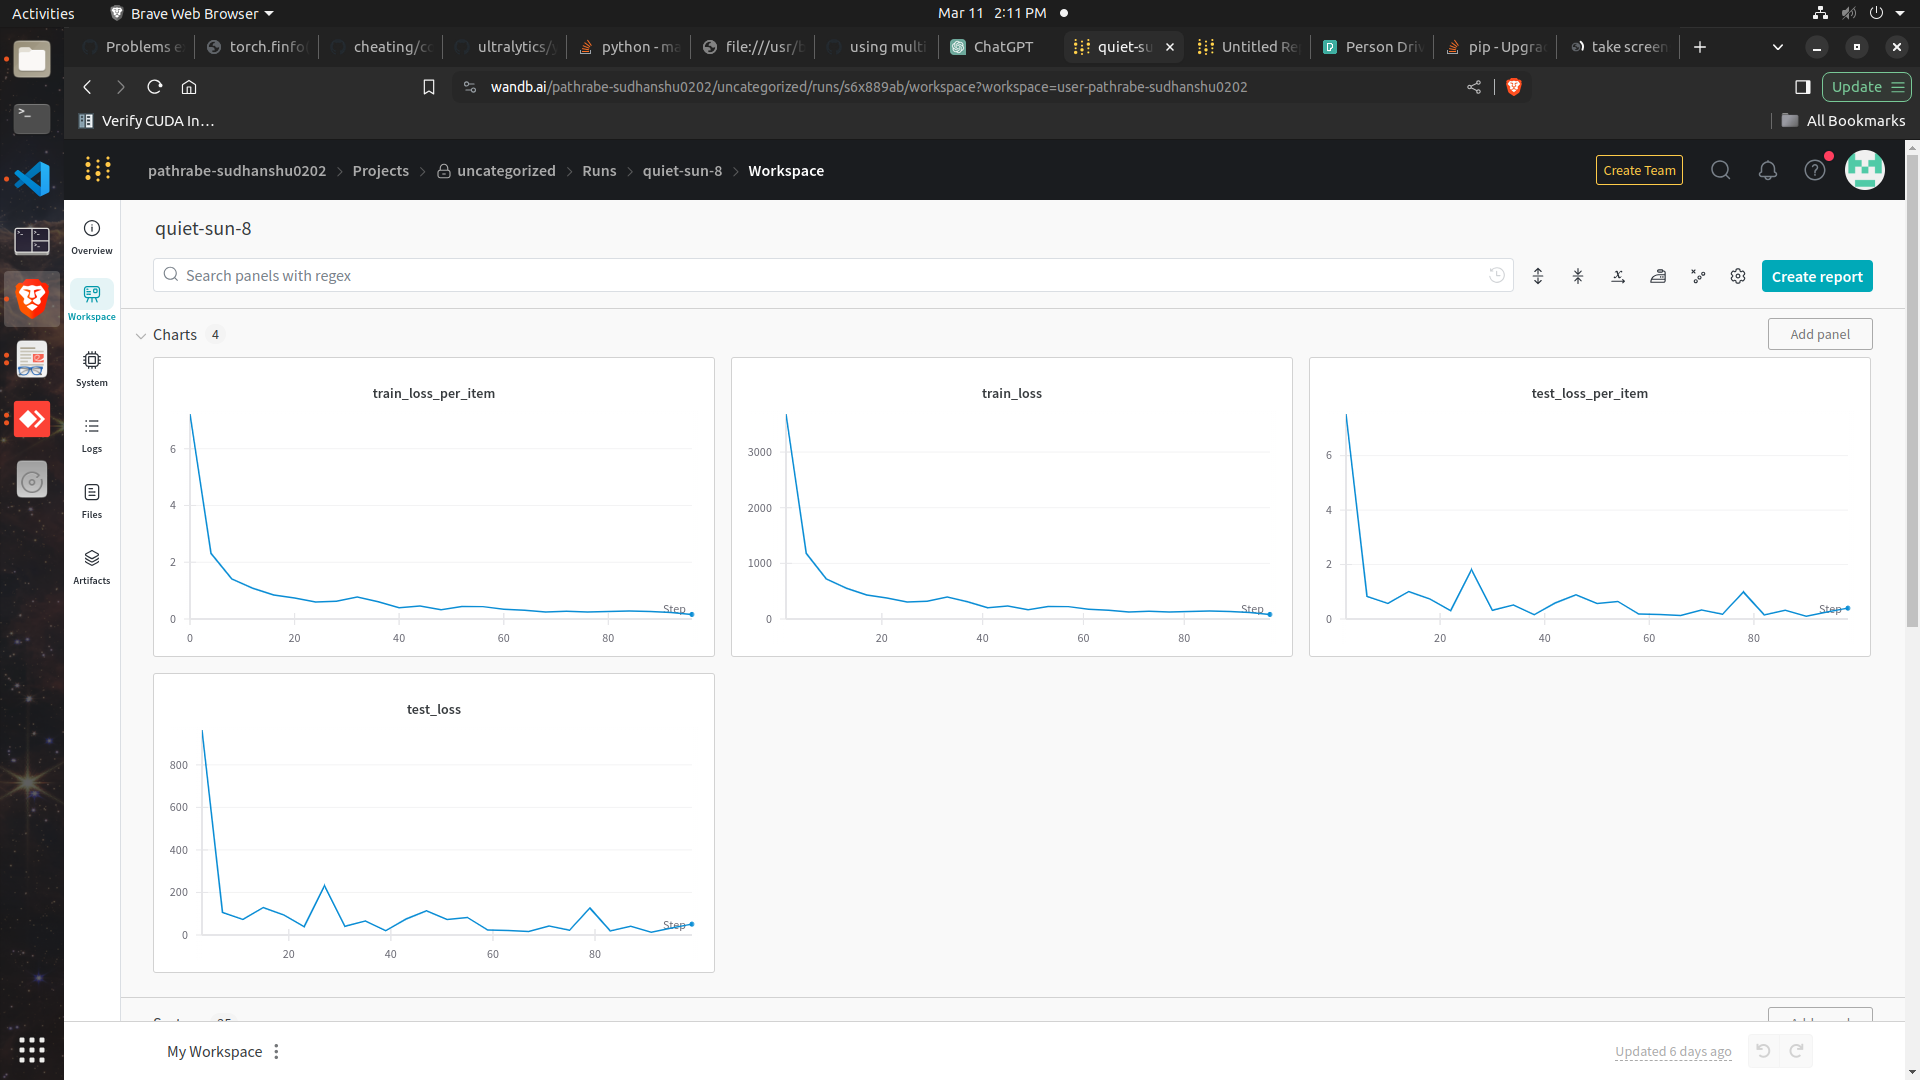 Activities
Brave Web Browser
Mar 11 2:11 PM
Problems
torch.finfo
cheating/
ultralytics/
python - ma
file:///usr/
using multi
ChatGPT
quiet-su
Untitled Re
Person Driv
pip - Upgra
take screen
wandb.ai/pathrabe-sudhanshu0202/uncategorized/runs/s6x889ab/workspace?workspace=user-pathrabe-sudhanshu0202
Update
Verify CUDA In…
All Bookmarks
pathrabe-sudhanshu0202 > Projects > uncategorized > Runs > quiet-sun-8 > Workspace
Create Team
Overview
Workspace
System
Logs
Files
Artifacts
quiet-sun-8
Search panels with regex
Create report
Charts 4
Add panel
train_loss_per_item
6
4
2
0
0 20 40 60 80
Step
train_loss
3000
2000
1000
0
20 40 60 80
Step
test_loss_per_item
6
4
2
0
20 40 60 80
Step
test_loss
800
600
400
200
0
20 40 60 80
Step
My Workspace
Updated 6 days ago